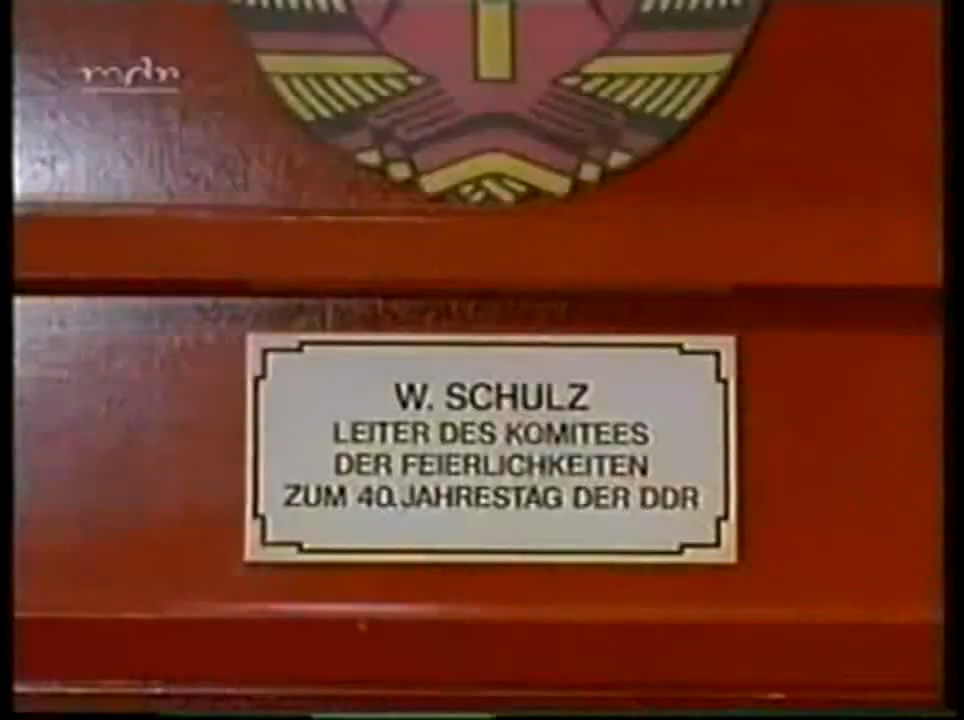 mdr
W. SCHULZ
LEITER DES KOMITEES
DER FEIERLICHKEITEN
ZUM 40. JAHRESTAG DER DDR